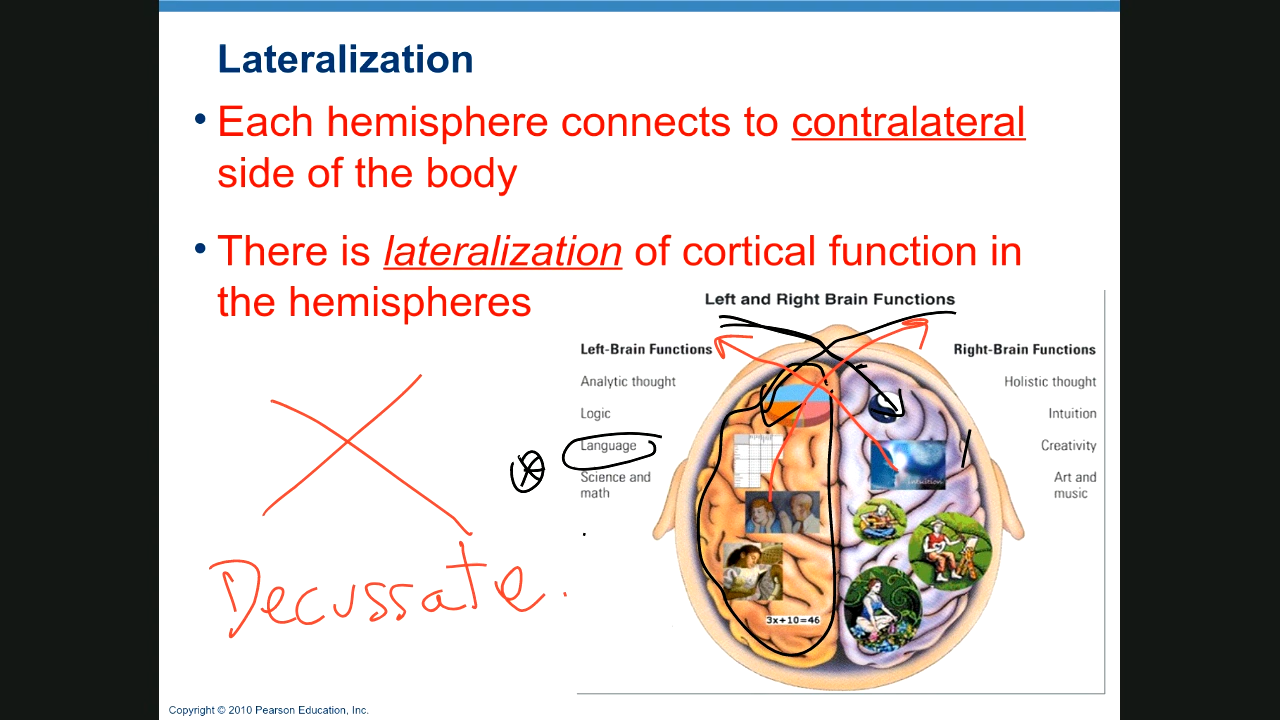 Lateralization
• Each hemisphere connects to contralateral
side of the body
• There is lateralization of cortical function in
the hemispheres
Left and Right Brain Functions
Left-Brain Functions
Analytic thought
Logic
Language
Science and
math
Right-Brain Functions
Holistic thought
Intuition
Creativity
Art and
music
intuition
3x+10=46
Decussate.
Copyright © 2010 Pearson Education, Inc.